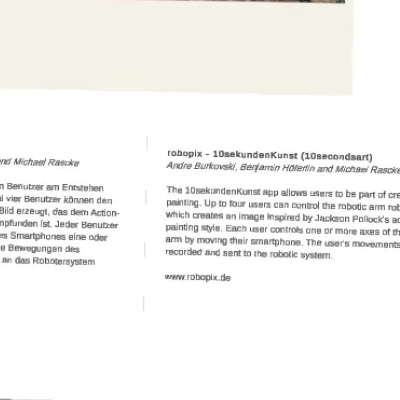 nd Michael Raschke
n Benutzer am Entstehen
l vier Benutzer können den
Bild erzeugt, das dem Action-
mpfunden ist. Jeder Benutzer
es Smartphones eine oder
e Bewegungen des
an das Robotersystem
robopix - 10sekundenKunst (10secondsart)
Andre Burkovski, Benjamin Höferlin and Michael Raschke
The 10sekundenKunst app allows users to be part of cre
painting. Up to four users can control the robotic arm rob
which creates an image inspired by Jackson Pollock's ac
painting style. Each user controls one or more axes of th
arm by moving their smartphone. The user's movements
recorded and sent to the robotic system.
www.robopix.de